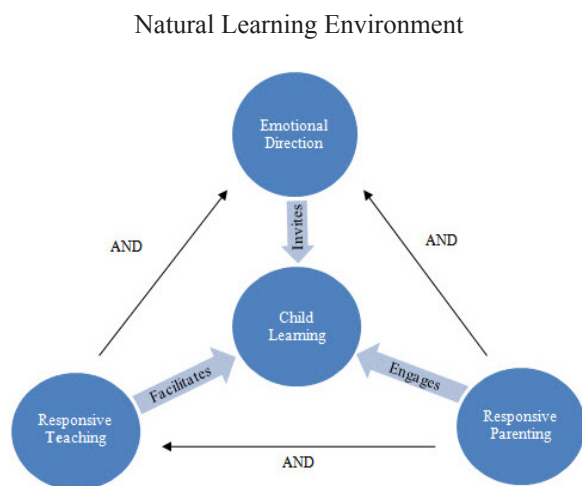 Natural Learning Environment
Emotional
Direction
Invites
AND
AND
Child
Learning
Facilitates
Engages
Responsive
Teaching
Responsive
Parenting
AND